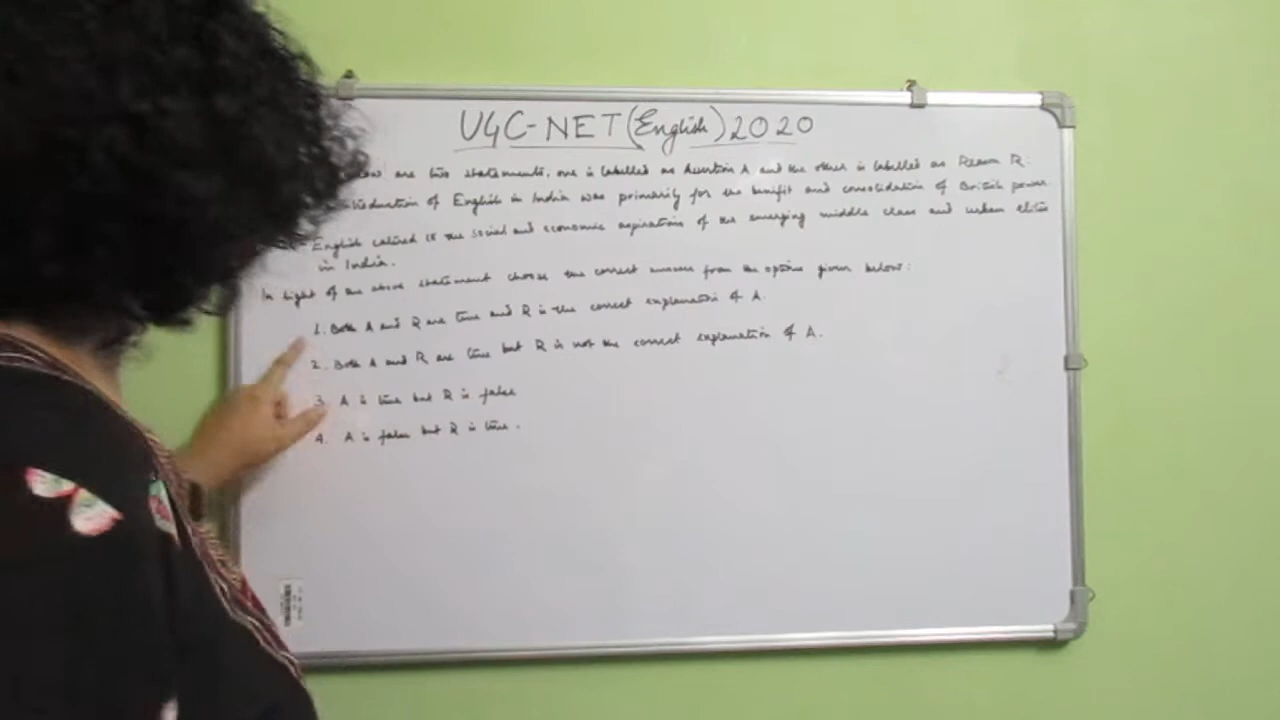 UGC-NET (English) 2020
are two statements, one is labelled as Assertion A and the other is labelled as Reason R:
of English in India was primarily for the benefit and consolidation of British power.
English catered to the social and economic aspirations of the emerging middle class and urban elites
in India.
In light of the above statement choose the correct answer from the options given below:
1. Both A and R are true and R is the correct explanation of A.
2. Both A and R are true but R is not the correct explanation of A.
3. A is true but R is false
4. A is false but R is true.